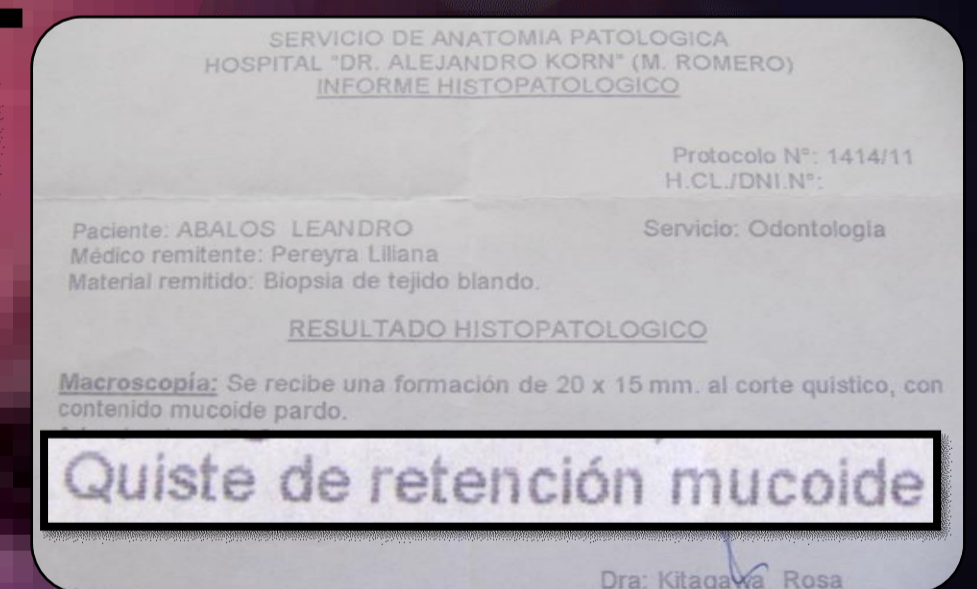 SERVICIO DE ANATOMIA PATOLOGICA
HOSPITAL "DR. ALEJANDRO KORN" (M. ROMERO)
INFORME HISTOPATOLOGICO
Protocolo N°: 1414/11
H.CL./DNI.N°:
Paciente: ABALOS LEANDRO Servicio: Odontología
Médico remitente: Pereyra Liliana
Material remitido: Biopsia de tejido blando.
RESULTADO HISTOPATOLOGICO
Macroscopía: Se recibe una formación de 20 x 15 mm. al corte quistico, con
contenido mucoide pardo.
Quiste de retención mucoide
Dra: Kitagawa Rosa